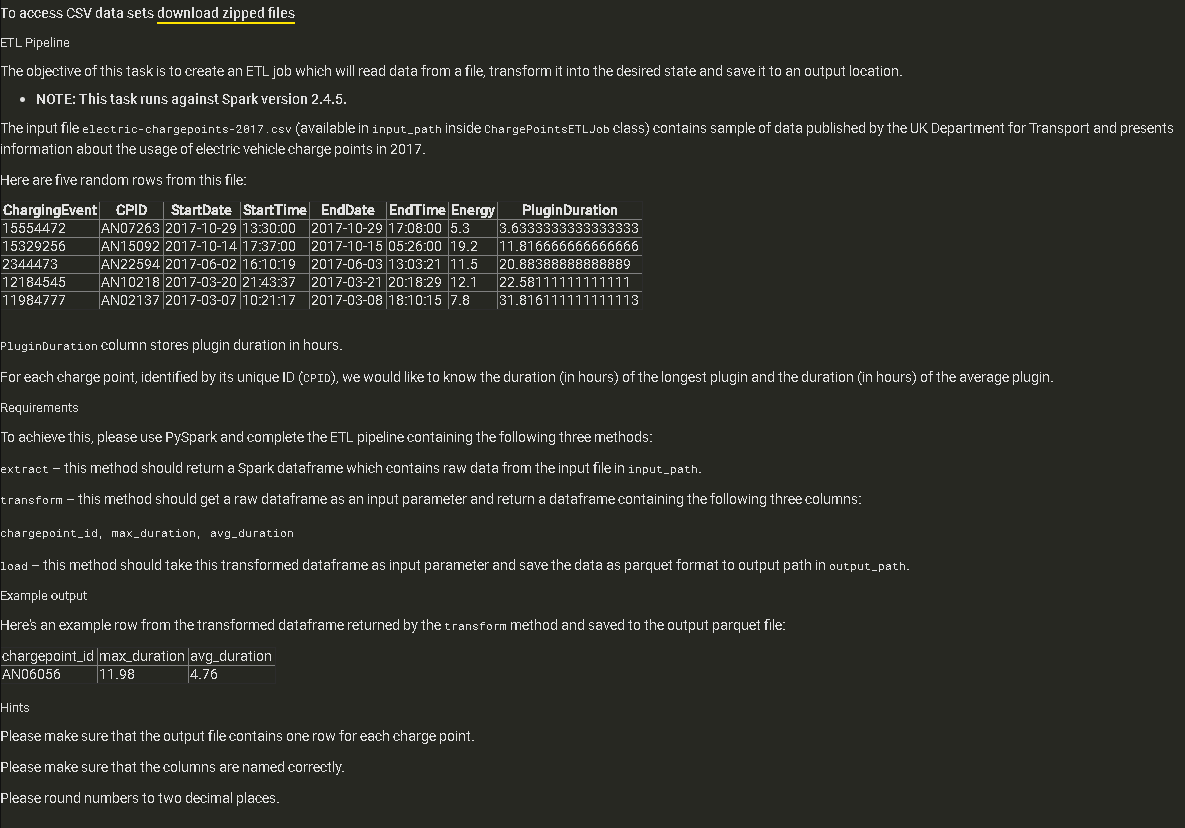 To access CSV data sets download zipped files
ETL Pipeline
The objective of this task is to create an ETL job which will read data from a file, transform it into the desired state and save it to an output location.
• NOTE: This task runs against Spark version 2.4.5.
The input file electric-chargepoints-2017.csv (available in input_path inside ChargePointsETLJob class) contains sample of data published by the UK Department for Transport and presents
information about the usage of electric vehicle charge points in 2017.
Here are five random rows from this file:
ChargingEvent CPID StartDate StartTime EndDate EndTime Energy PluginDuration
15554472 AN07263 2017-10-29 13:30:00 2017-10-29 17:08:00 5.3 3.6333333333333333
15329256 AN15092 2017-10-14 17:37:00 2017-10-15 05:26:00 19.2 11.816666666666666
2344473 AN22594 2017-06-02 16:10:19 2017-06-03 13:03:21 11.5 20.88388888888889
12184545 AN10218 2017-03-20 21:43:37 2017-03-21 20:18:29 12.1 22.58111111111111
11984777 AN02137 2017-03-07 10:21:17 2017-03-08 18:10:15 7.8 31.816111111111113
PluginDuration column stores plugin duration in hours.
For each charge point, identified by its unique ID (CPID), we would like to know the duration (in hours) of the longest plugin and the duration (in hours) of the average plugin.
Requirements
To achieve this, please use PySpark and complete the ETL pipeline containing the following three methods:
extract – this method should return a Spark dataframe which contains raw data from the input file in input_path.
transform – this method should get a raw dataframe as an input parameter and return a dataframe containing the following three columns:
chargepoint_id, max_duration, avg_duration
load – this method should take this transformed dataframe as input parameter and save the data as parquet format to output path in output_path.
Example output
Here's an example row from the transformed dataframe returned by the transform method and saved to the output parquet file:
chargepoint_id max_duration avg_duration
AN06056 11.98 4.76
Hints
Please make sure that the output file contains one row for each charge point.
Please make sure that the columns are named correctly.
Please round numbers to two decimal places.